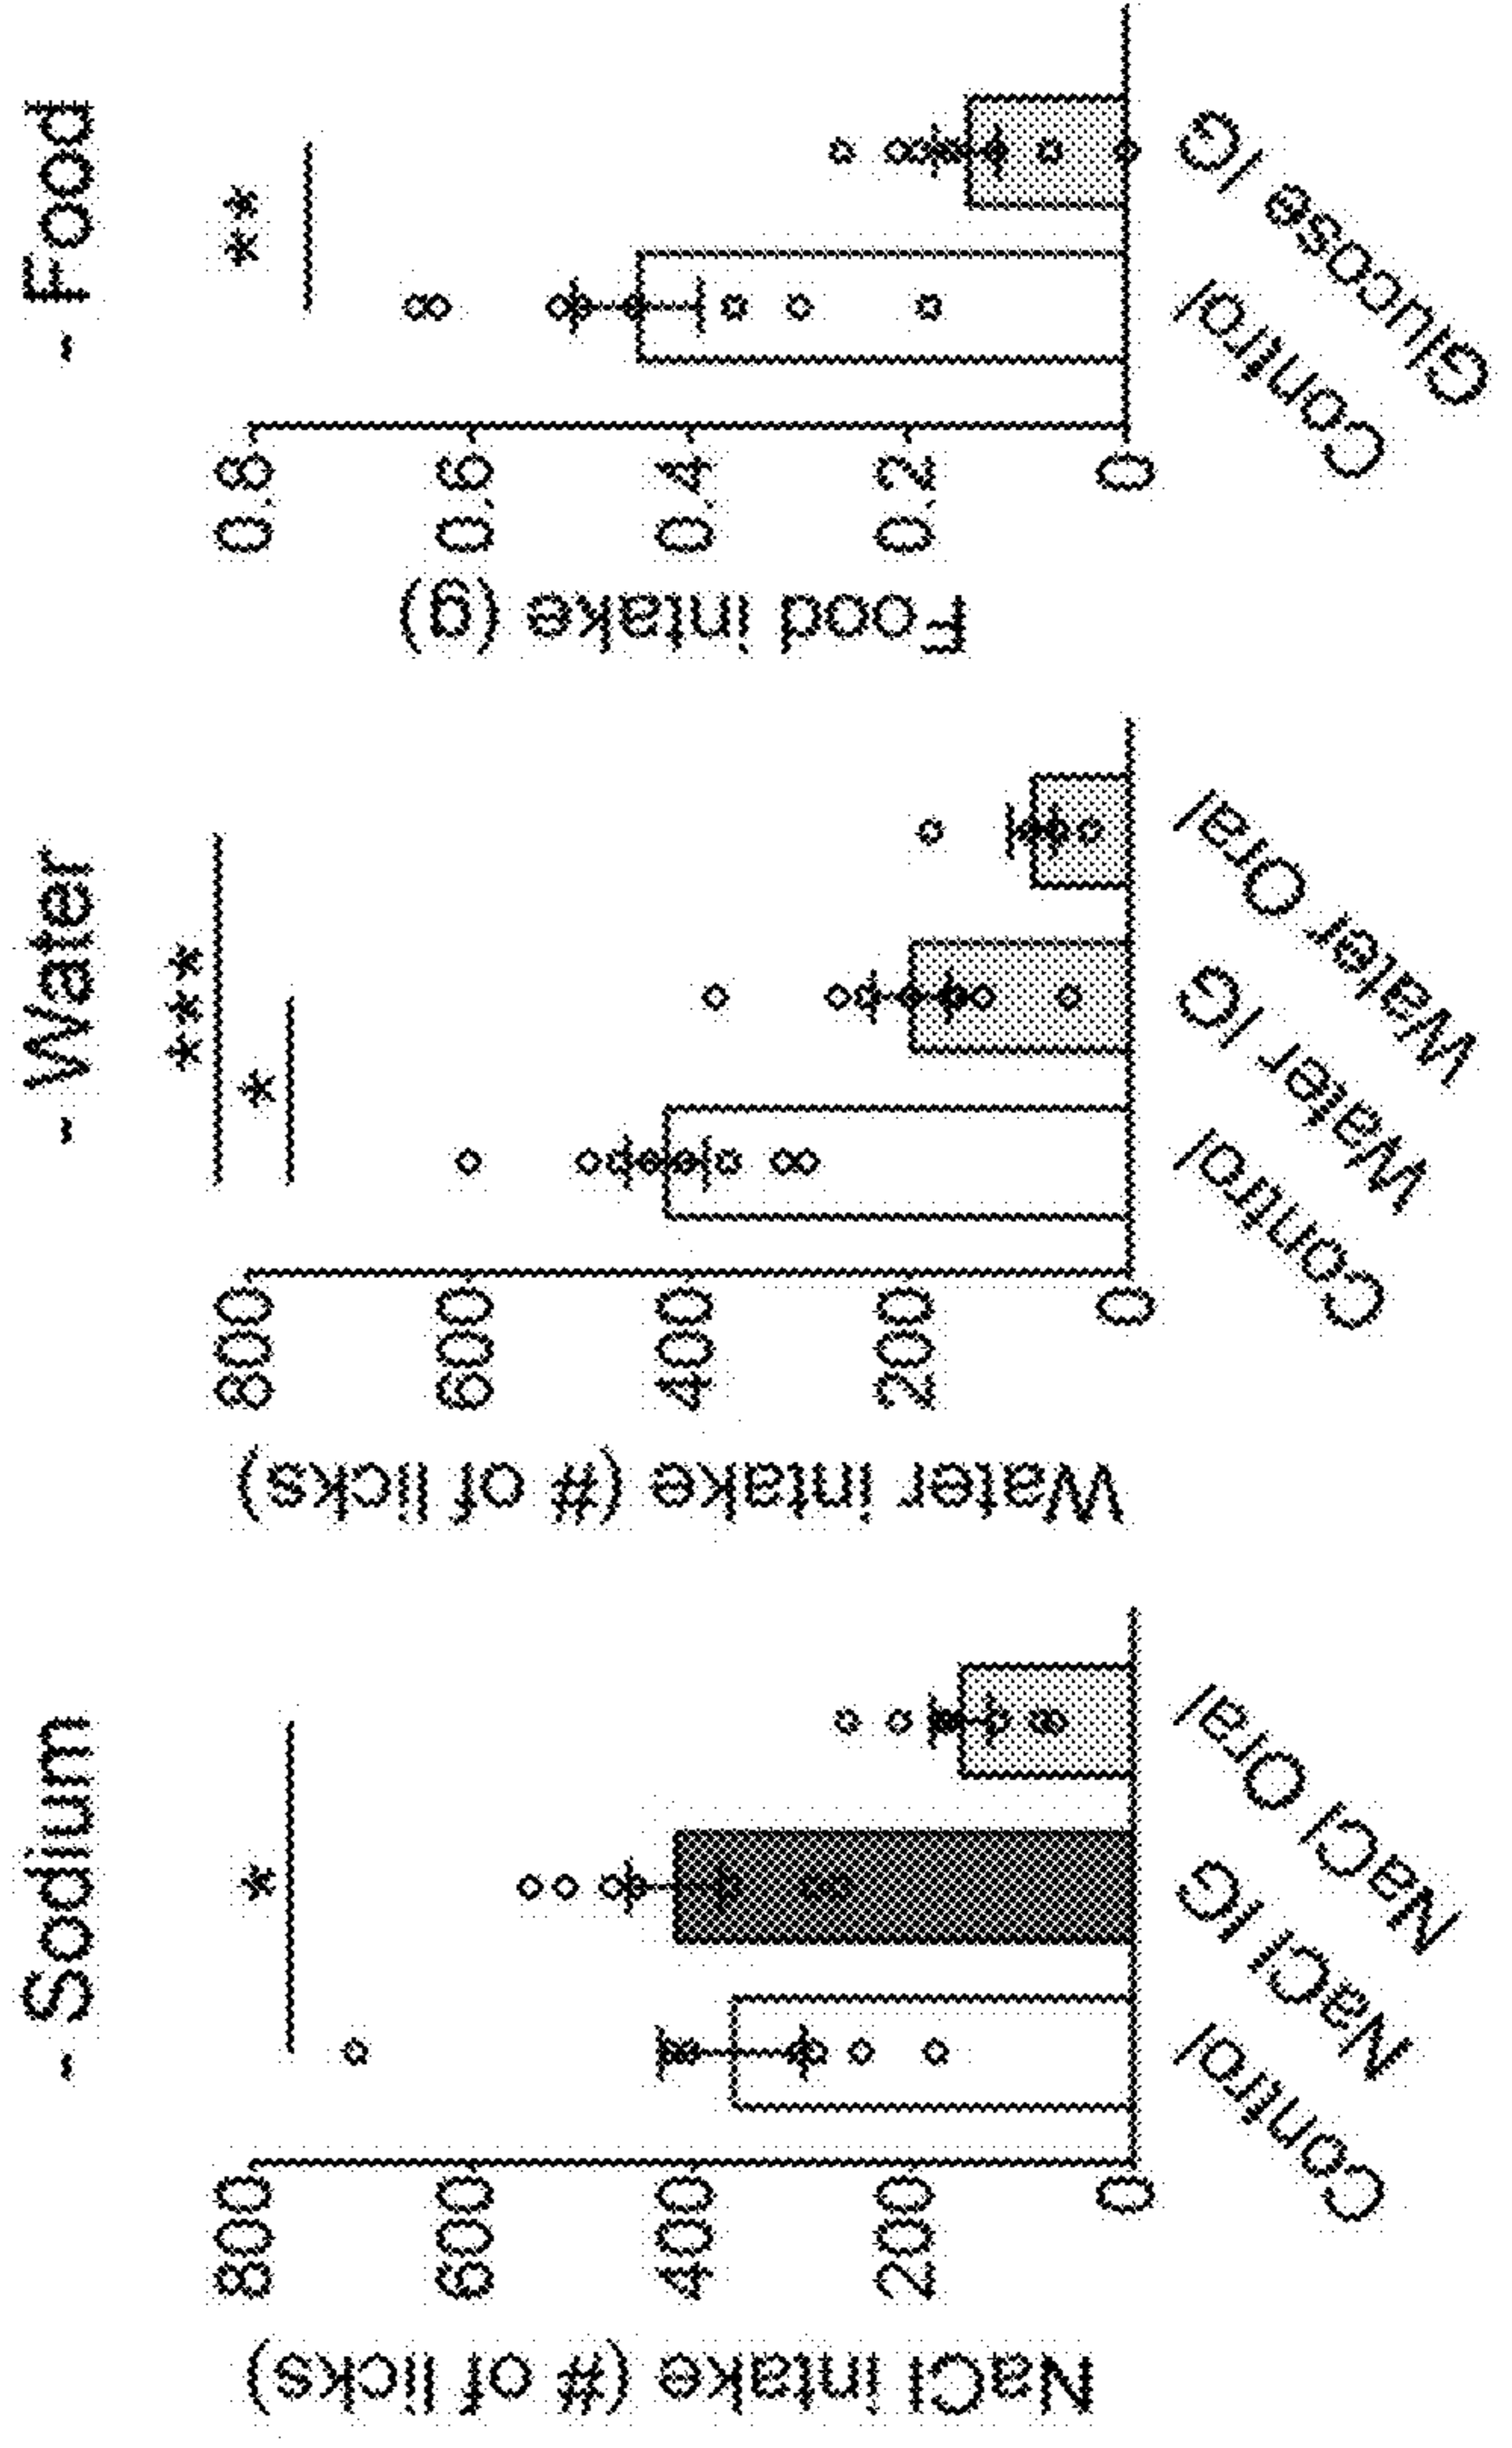 - Sodium
*
NaCl intake (# of licks)
800
600
400
200
0
Control
NaCl IG
NaCl Oral
- Water
***
*
Water intake (# of licks)
800
600
400
200
0
Control
Water IG
Water Oral
- Food
**
Food intake (g)
0.8
0.6
0.4
0.2
0
Control
Glucose IG